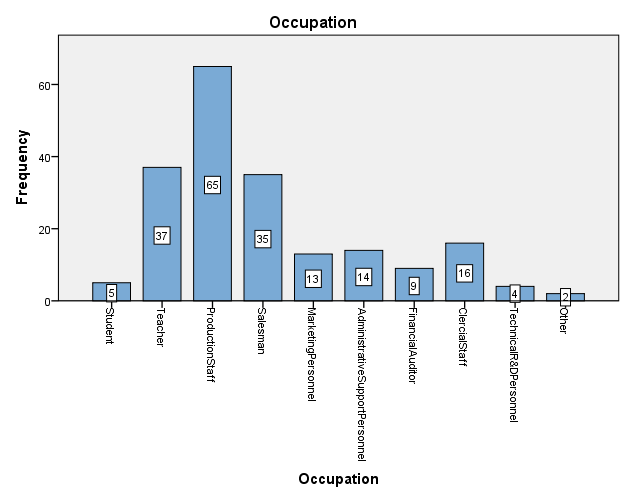 Occupation
Frequency
60
40
20
0
5
37
65
35
13
14
9
16
4
2
Student
Teacher
ProductionStaff
Salesman
MarketingPersonnel
AdministrativeSupportPersonnel
FinancialAuditor
ClercialStaff
TechnicalR&DPersonnel
Other
Occupation